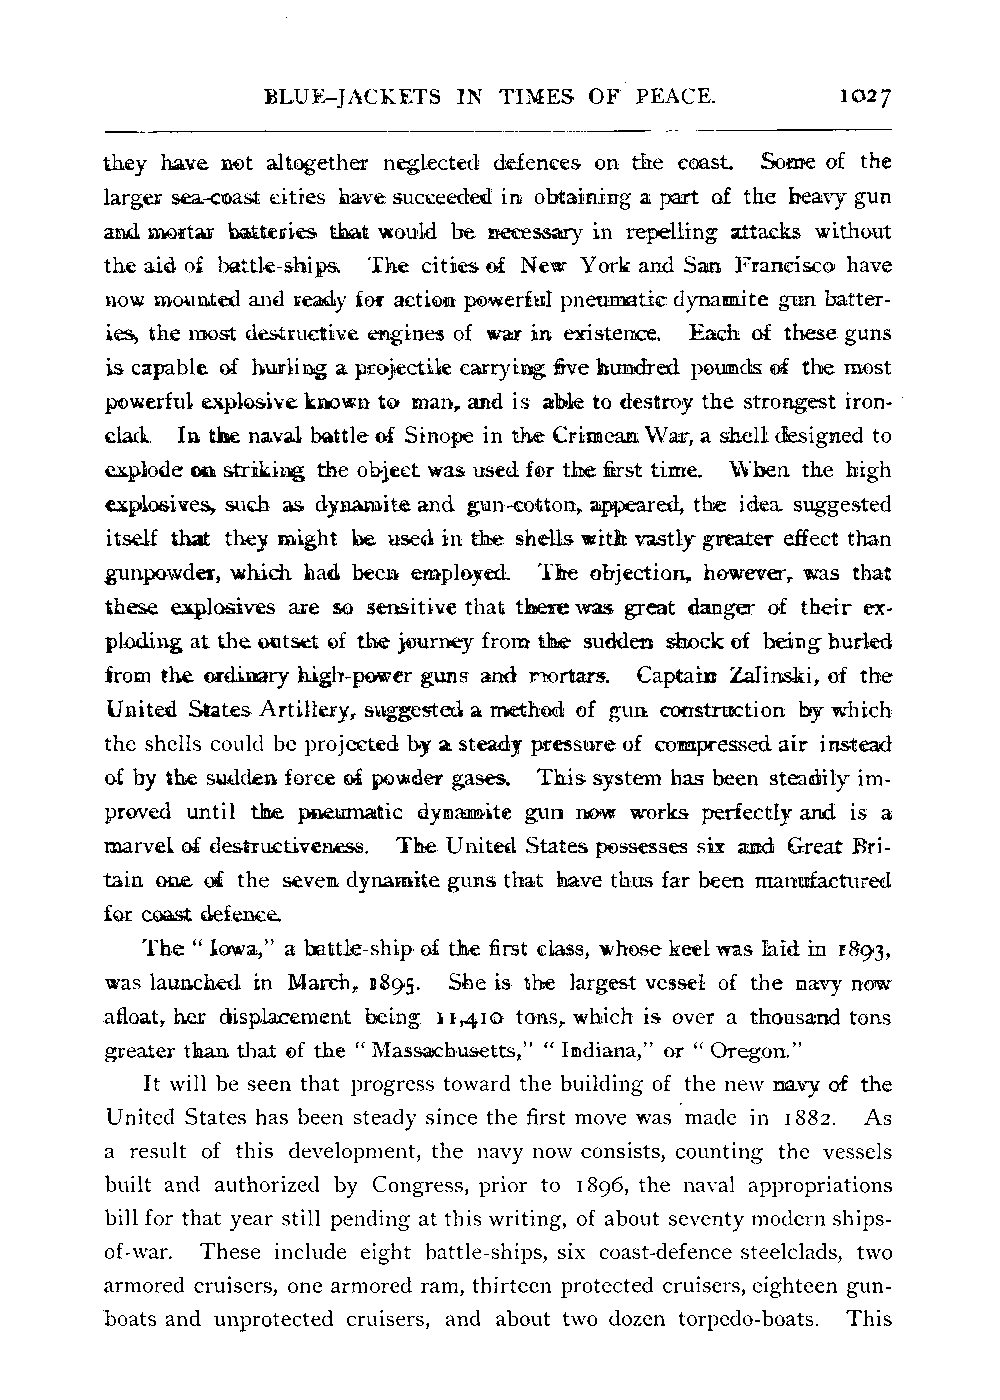 BLUE-JACKETS IN TIMES OF PEACE. 1027
they have not altogether neglected defences on the coast. Some of the
larger sea-coast cities have succeeded in obtaining a part of the heavy gun
and mortar batteries that would be necessary in repelling attacks without
the aid of battle-ships. The cities of New York and San Francisco have
now mounted and ready for action powerful pneumatic dynamite gun batter-
ies, the most destructive engines of war in existence. Each of these guns
is capable of hurling a projectile carrying five hundred pounds of the most
powerful explosive known to man, and is able to destroy the strongest iron-
clad. In the naval battle of Sinope in the Crimean War, a shell designed to
explode on striking the object was used for the first time. When the high
explosives, such as dynamite and gun-cotton, appeared, the idea suggested
itself that they might be used in the shells with vastly greater effect than
gunpowder, which had been employed. The objection, however, was that
these explosives are so sensitive that there was great danger of their ex-
ploding at the outset of the journey from the sudden shock of being hurled
from the ordinary high-power guns and mortars. Captain Zalinski, of the
United States Artillery, suggested a method of gun construction by which
the shells could be projected by a steady pressure of compressed air instead
of by the sudden force of powder gases. This system has been steadily im-
proved until the pneumatic dynamite gun now works perfectly and is a
marvel of destructiveness. The United States possesses six and Great Bri-
tain one of the seven dynamite guns that have thus far been manufactured
for coast defence.
The "Iowa," a battle-ship of the first class, whose keel was laid in 1893,
was launched in March, 1895. She is the largest vessel of the navy now
afloat, her displacement being 11,410 tons, which is over a thousand tons
greater than that of the "Massachusetts," "Indiana," or "Oregon."
It will be seen that progress toward the building of the new navy of the
United States has been steady since the first move was made in 1882. As
a result of this development, the navy now consists, counting the vessels
built and authorized by Congress, prior to 1896, the naval appropriations
bill for that year still pending at this writing, of about seventy modern ships-
of-war. These include eight battle-ships, six coast-defence steelclads, two
armored cruisers, one armored ram, thirteen protected cruisers, eighteen gun-
boats and unprotected cruisers, and about two dozen torpedo-boats. This